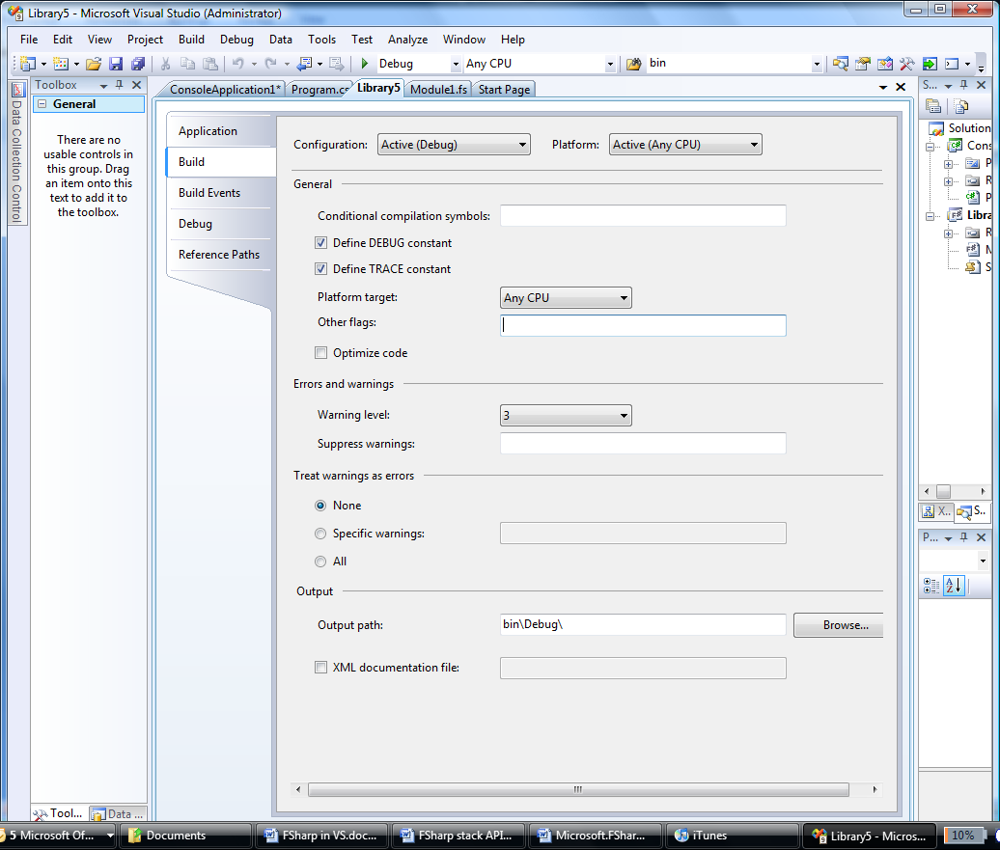 Library5 - Microsoft Visual Studio (Administrator)
File Edit View Project Build Debug Data Tools Test Analyze Window Help
Debug Any CPU bin
Toolbox
General
There are no
usable controls in
this group. Drag
an item onto this
text to add it to
the toolbox.
Data Collection Control
Tool... Data ...
ConsoleApplication1* Program.cs Library5 Module1.fs Start Page
Application
Build
Build Events
Debug
Reference Paths
Configuration: Active (Debug) Platform: Active (Any CPU)
General
Conditional compilation symbols:
Define DEBUG constant
Define TRACE constant
Platform target: Any CPU
Other flags:
Optimize code
Errors and warnings
Warning level: 3
Suppress warnings:
Treat warnings as errors
None
Specific warnings:
All
Output
Output path: bin\Debug\ Browse...
XML documentation file:
S...
Solution
Cons
P
R
P
Libra
R
M
S
X.. S..
P...
5 Microsoft Of... Documents FSharp in VS.doc... FSharp stack API... Microsoft.FShar... iTunes Library5 - Micros... 10%